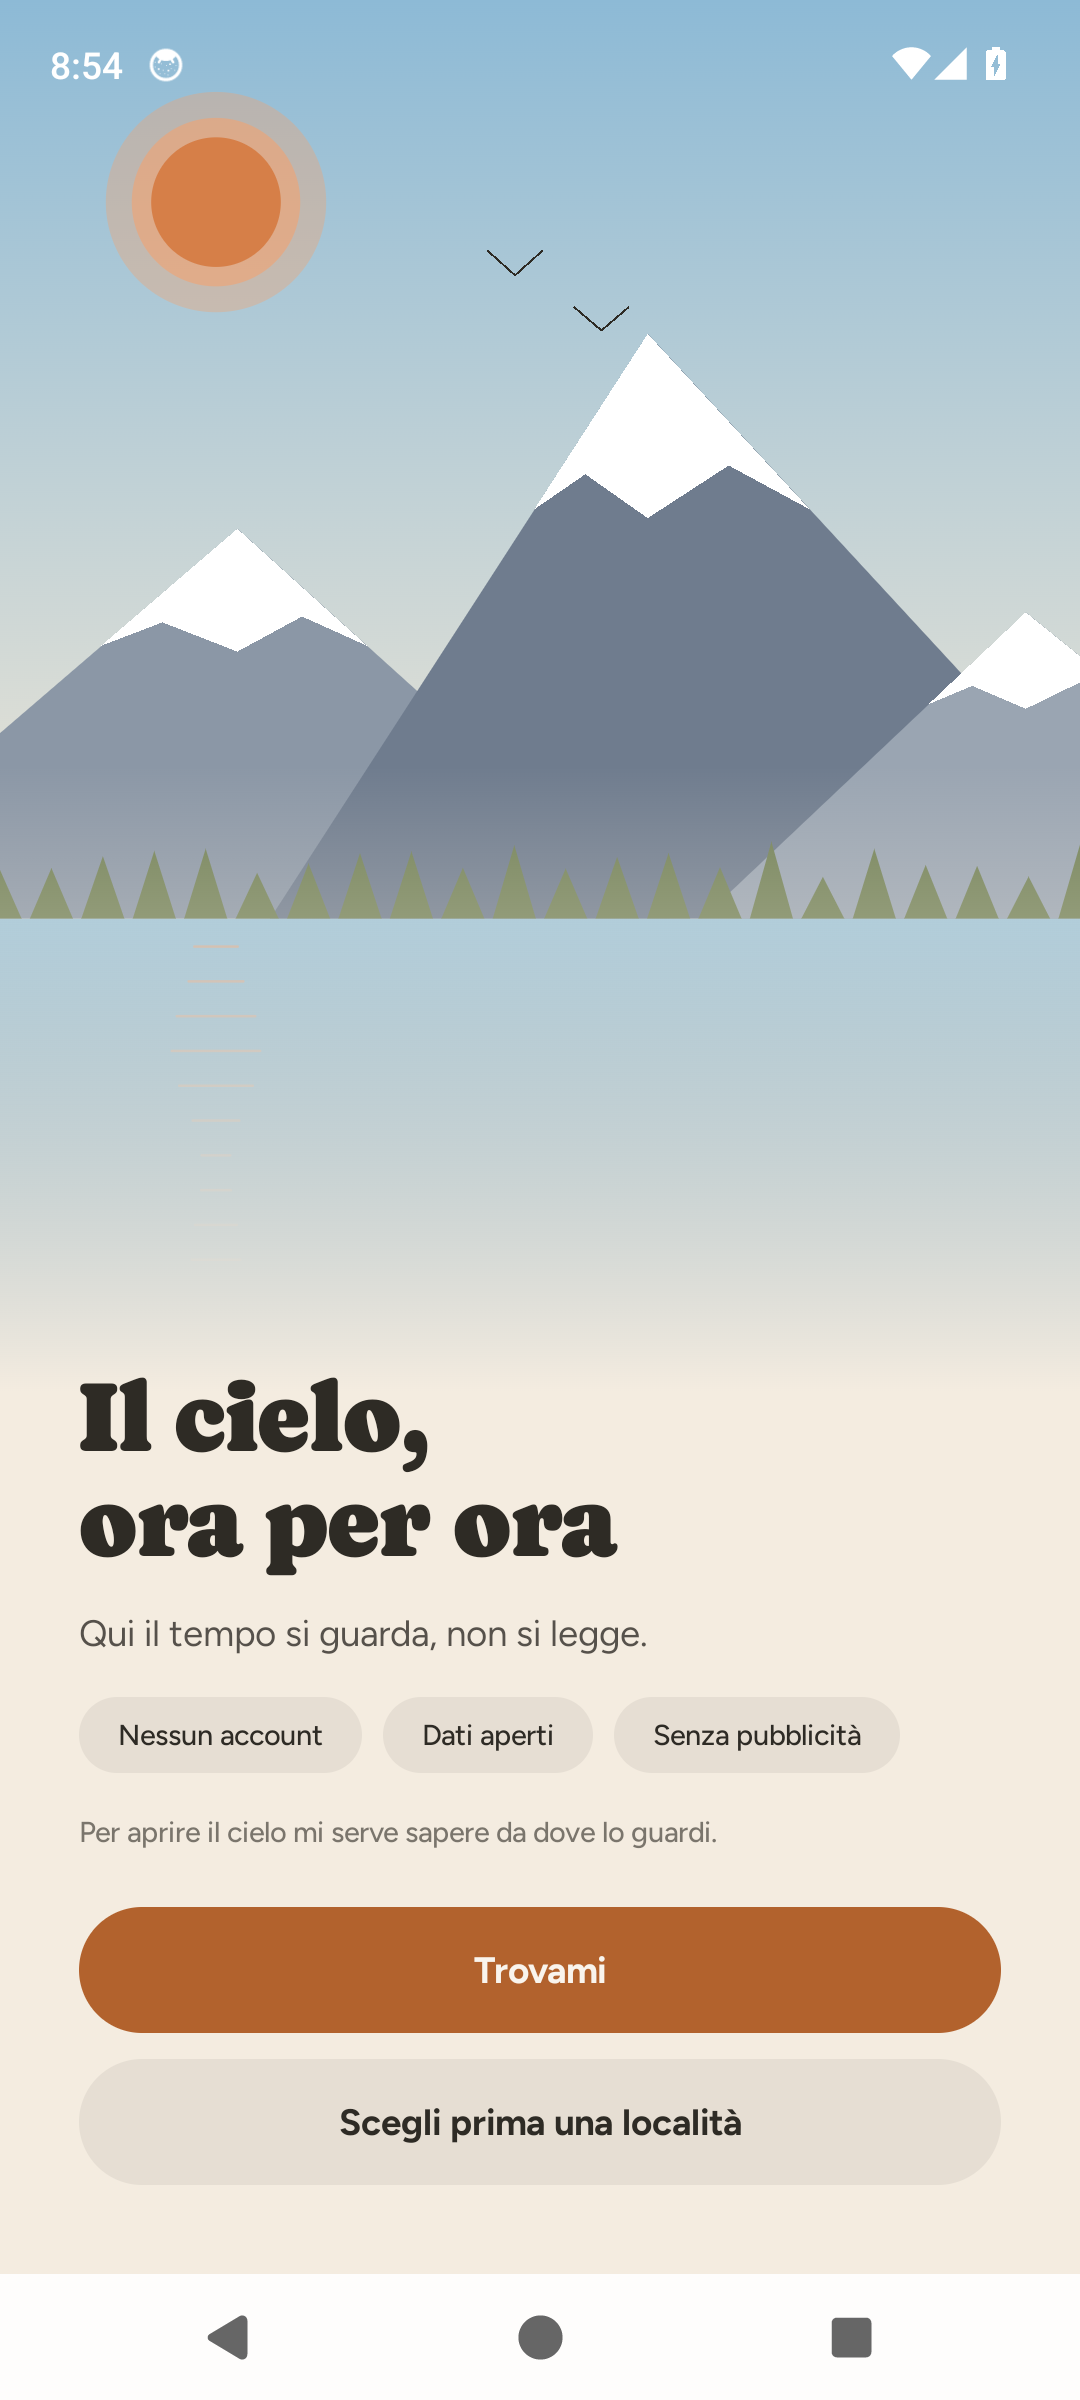 8:54
Il cielo,
ora per ora
Qui il tempo si guarda, non si legge.
Nessun account
Dati aperti
Senza pubblicità
Per aprire il cielo mi serve sapere da dove lo guardi.
Trovami
Scegli prima una località